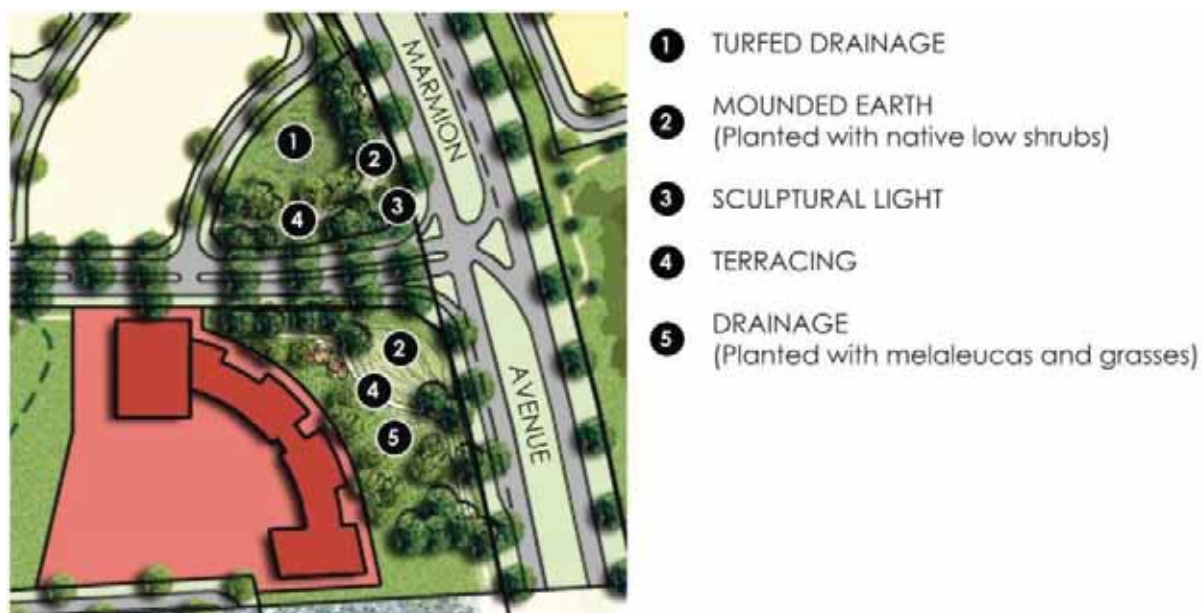 MARMION
AVENUE
1
2
3
4
2
4
5
1 TURFED DRAINAGE
2 MOUNDED EARTH
(Planted with native low shrubs)
3 SCULPTURAL LIGHT
4 TERRACING
5 DRAINAGE
(Planted with melaleucas and grasses)